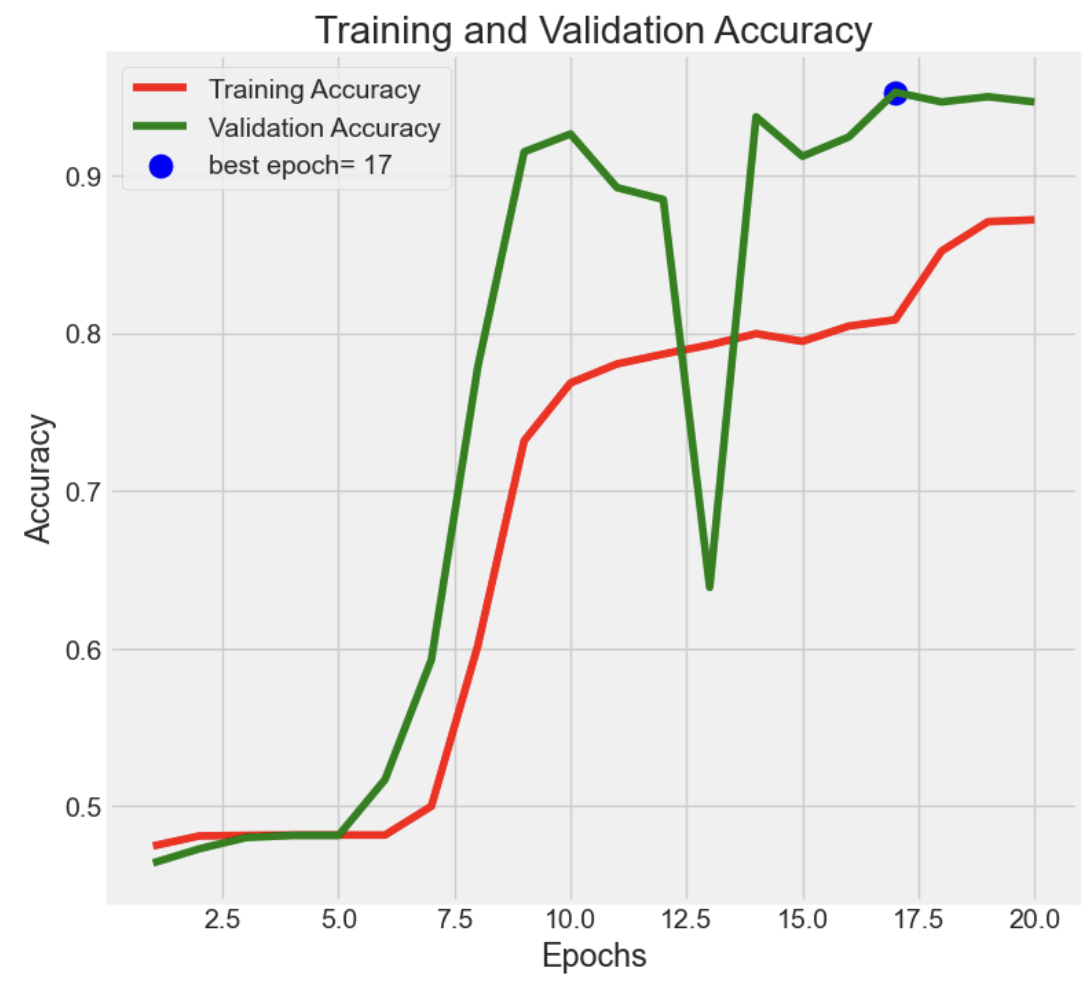 Training and Validation Accuracy
Training Accuracy
Validation Accuracy
best epoch= 17
0.9
0.8
0.7
0.6
0.5
Accuracy
2.5 5.0 7.5 10.0 12.5 15.0 17.5 20.0
Epochs